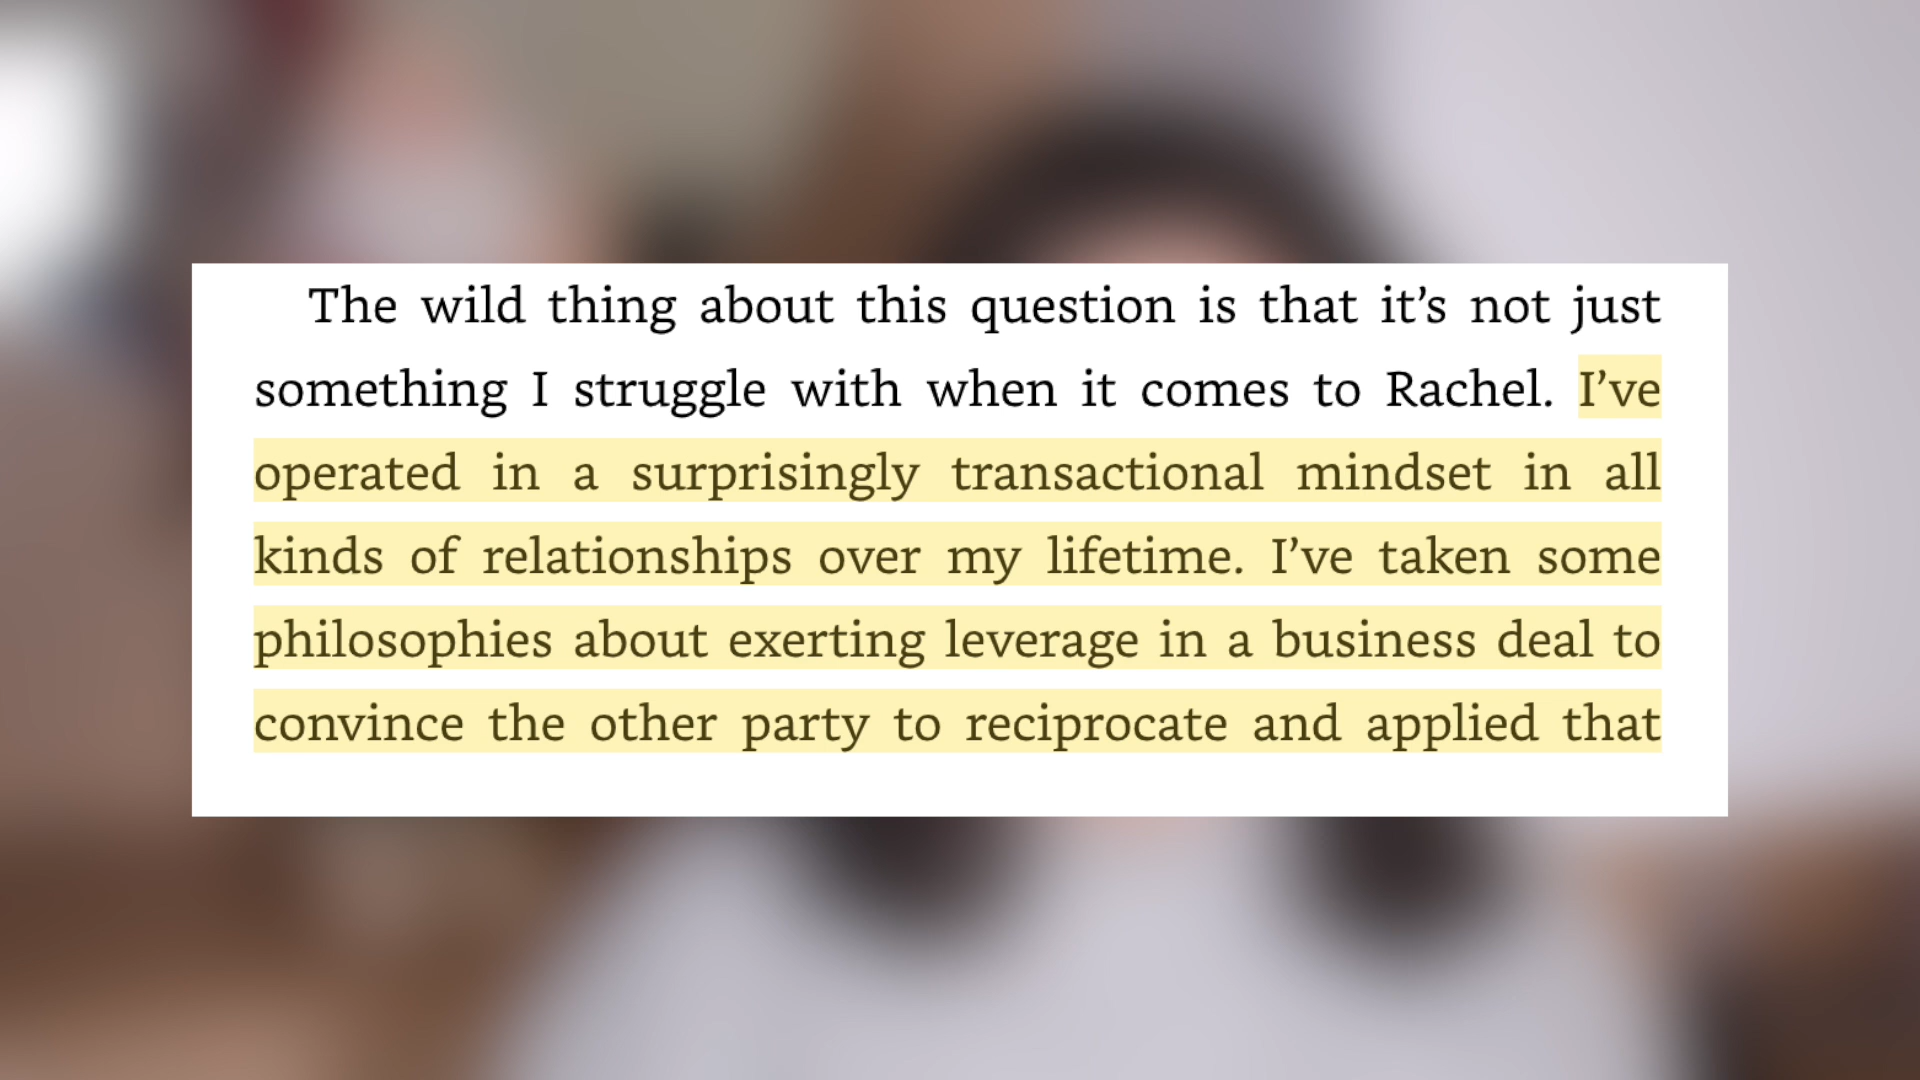 The wild thing about this question is that it’s not just
something I struggle with when it comes to Rachel. I’ve
operated in a surprisingly transactional mindset in all
kinds of relationships over my lifetime. I’ve taken some
philosophies about exerting leverage in a business deal to
convince the other party to reciprocate and applied that